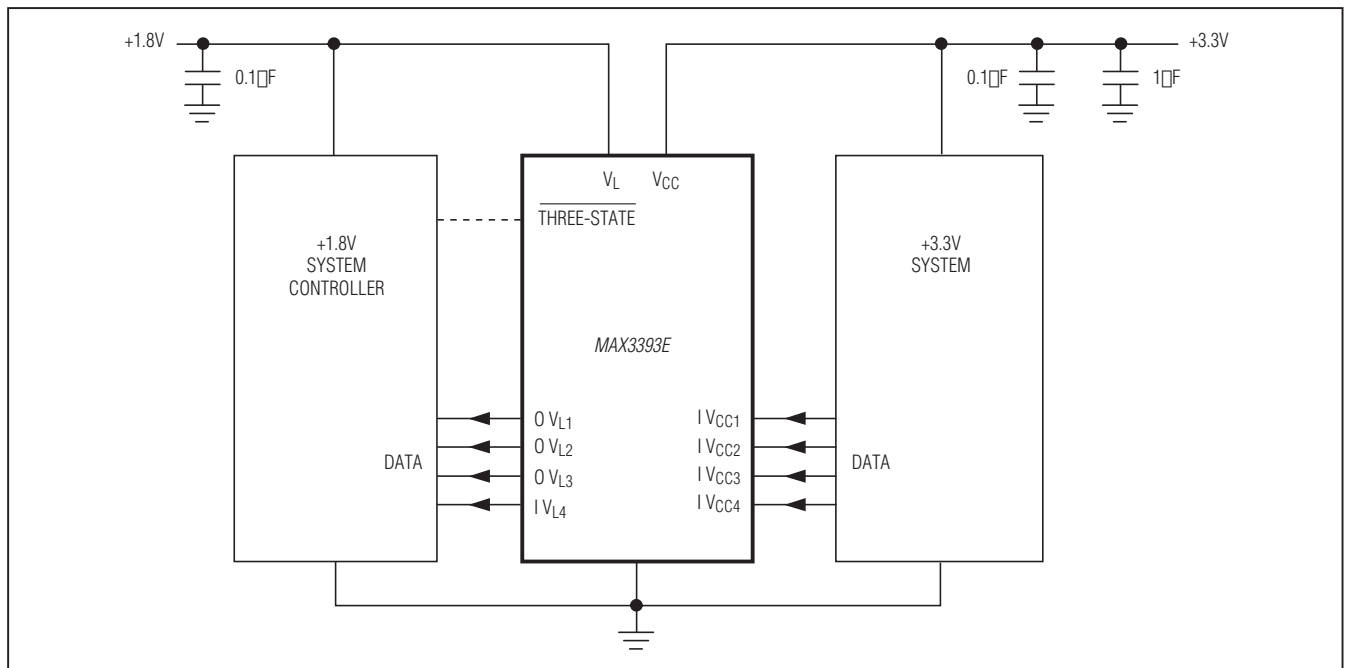 +1.8V
+3.3V
0.1▯F
0.1▯F
1▯F
VL
VCC
THREE-STATE
+1.8V
SYSTEM
CONTROLLER
+3.3V
SYSTEM
MAX3393E
O VL1
I VCC1
O VL2
I VCC2
DATA
DATA
O VL3
I VCC3
I VL4
I VCC4